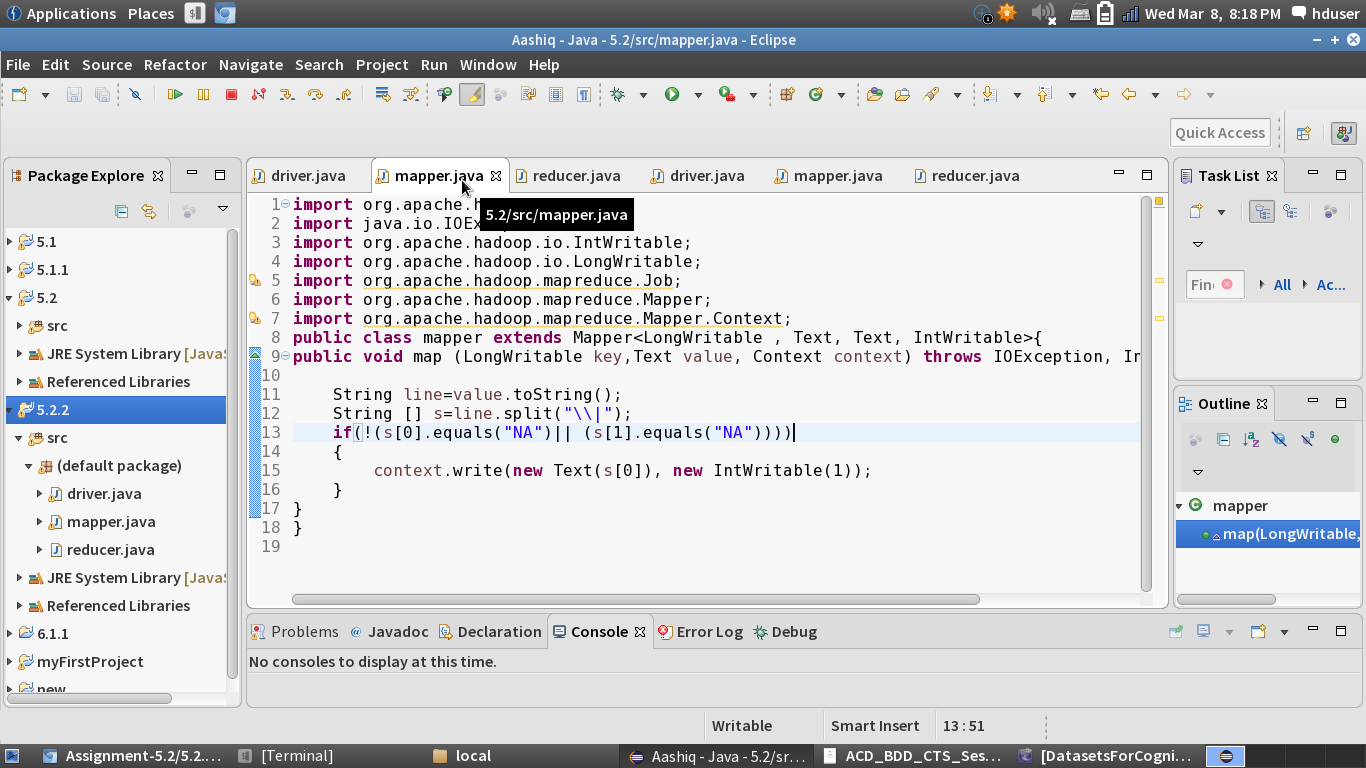 Applications Places Wed Mar 8, 8:18 PM hduser
Aashiq - Java - 5.2/src/mapper.java - Eclipse
File Edit Source Refactor Navigate Search Project Run Window Help
Quick Access
Package Explore
5.1
5.1.1
5.2
src
JRE System Library [Java
Referenced Libraries
5.2.2
src
(default package)
driver.java
mapper.java
reducer.java
JRE System Library [Java
Referenced Libraries
6.1.1
myFirstProject
new
driver.java mapper.java reducer.java driver.java mapper.java reducer.java
5.2/src/mapper.java
1 import org.apache.h
2 import java.io.IOEx
3 import org.apache.hadoop.io.IntWritable;
4 import org.apache.hadoop.io.LongWritable;
5 import org.apache.hadoop.mapreduce.Job;
6 import org.apache.hadoop.mapreduce.Mapper;
7 import org.apache.hadoop.mapreduce.Mapper.Context;
8 public class mapper extends Mapper<LongWritable , Text, Text, IntWritable>{
9 public void map (LongWritable key,Text value, Context context) throws IOException, In
10
11 String line=value.toString();
12 String [] s=line.split("\\|");
13 if(!(s[0].equals("NA")|| (s[1].equals("NA"))))
14 {
15 context.write(new Text(s[0]), new IntWritable(1));
16 }
17 }
18 }
19
Task List
Find All Ac...
Outline
mapper
map(LongWritable,
Problems @ Javadoc Declaration Console Error Log Debug
No consoles to display at this time.
Writable Smart Insert 13 : 51
Assignment-5.2/5.2.... [Terminal] local Aashiq - Java - 5.2/sr... ACD_BDD_CTS_Ses... [DatasetsForCogni...